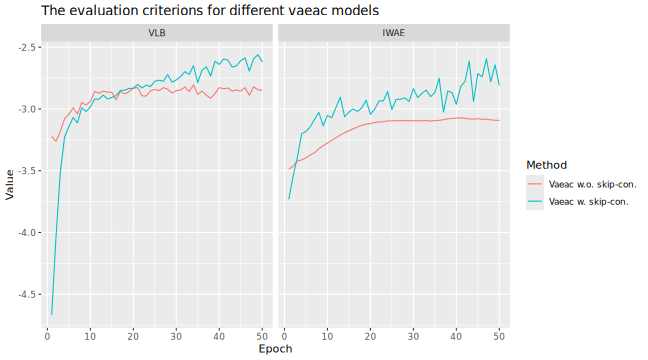 The evaluation criterions for different vaeac models
VLB
IWAE
Value
-2.5
-3.0
-3.5
-4.0
-4.5
0 10 20 30 40 50
0 10 20 30 40 50
Epoch
Method
Vaeac w.o. skip-con.
Vaeac w. skip-con.